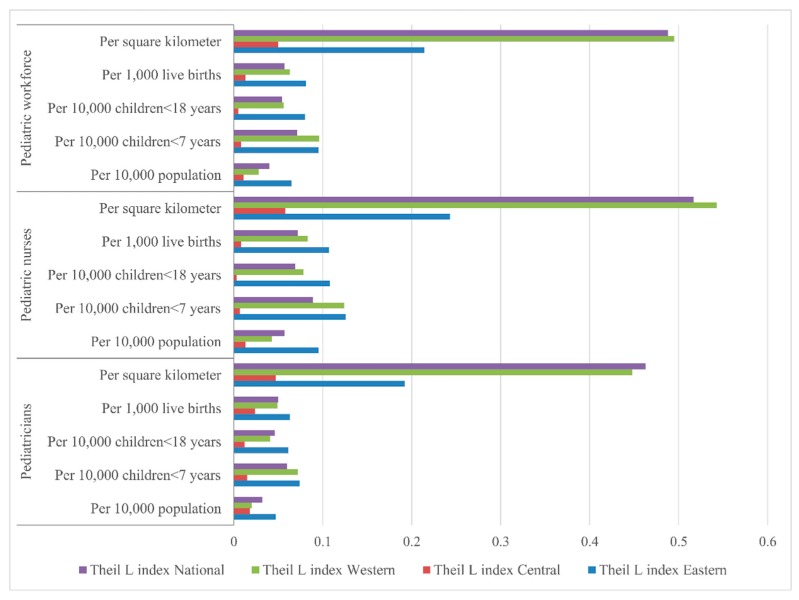 Pediatric workforce
Per square kilometer
Per 1,000 live births
Per 10,000 children<18 years
Per 10,000 children<7 years
Per 10,000 population
Pediatric nurses
Per square kilometer
Per 1,000 live births
Per 10,000 children<18 years
Per 10,000 children<7 years
Per 10,000 population
Pediatricians
Per square kilometer
Per 1,000 live births
Per 10,000 children<18 years
Per 10,000 children<7 years
Per 10,000 population
0 0.1 0.2 0.3 0.4 0.5 0.6
Theil L index National Theil L index Western Theil L index Central Theil L index Eastern